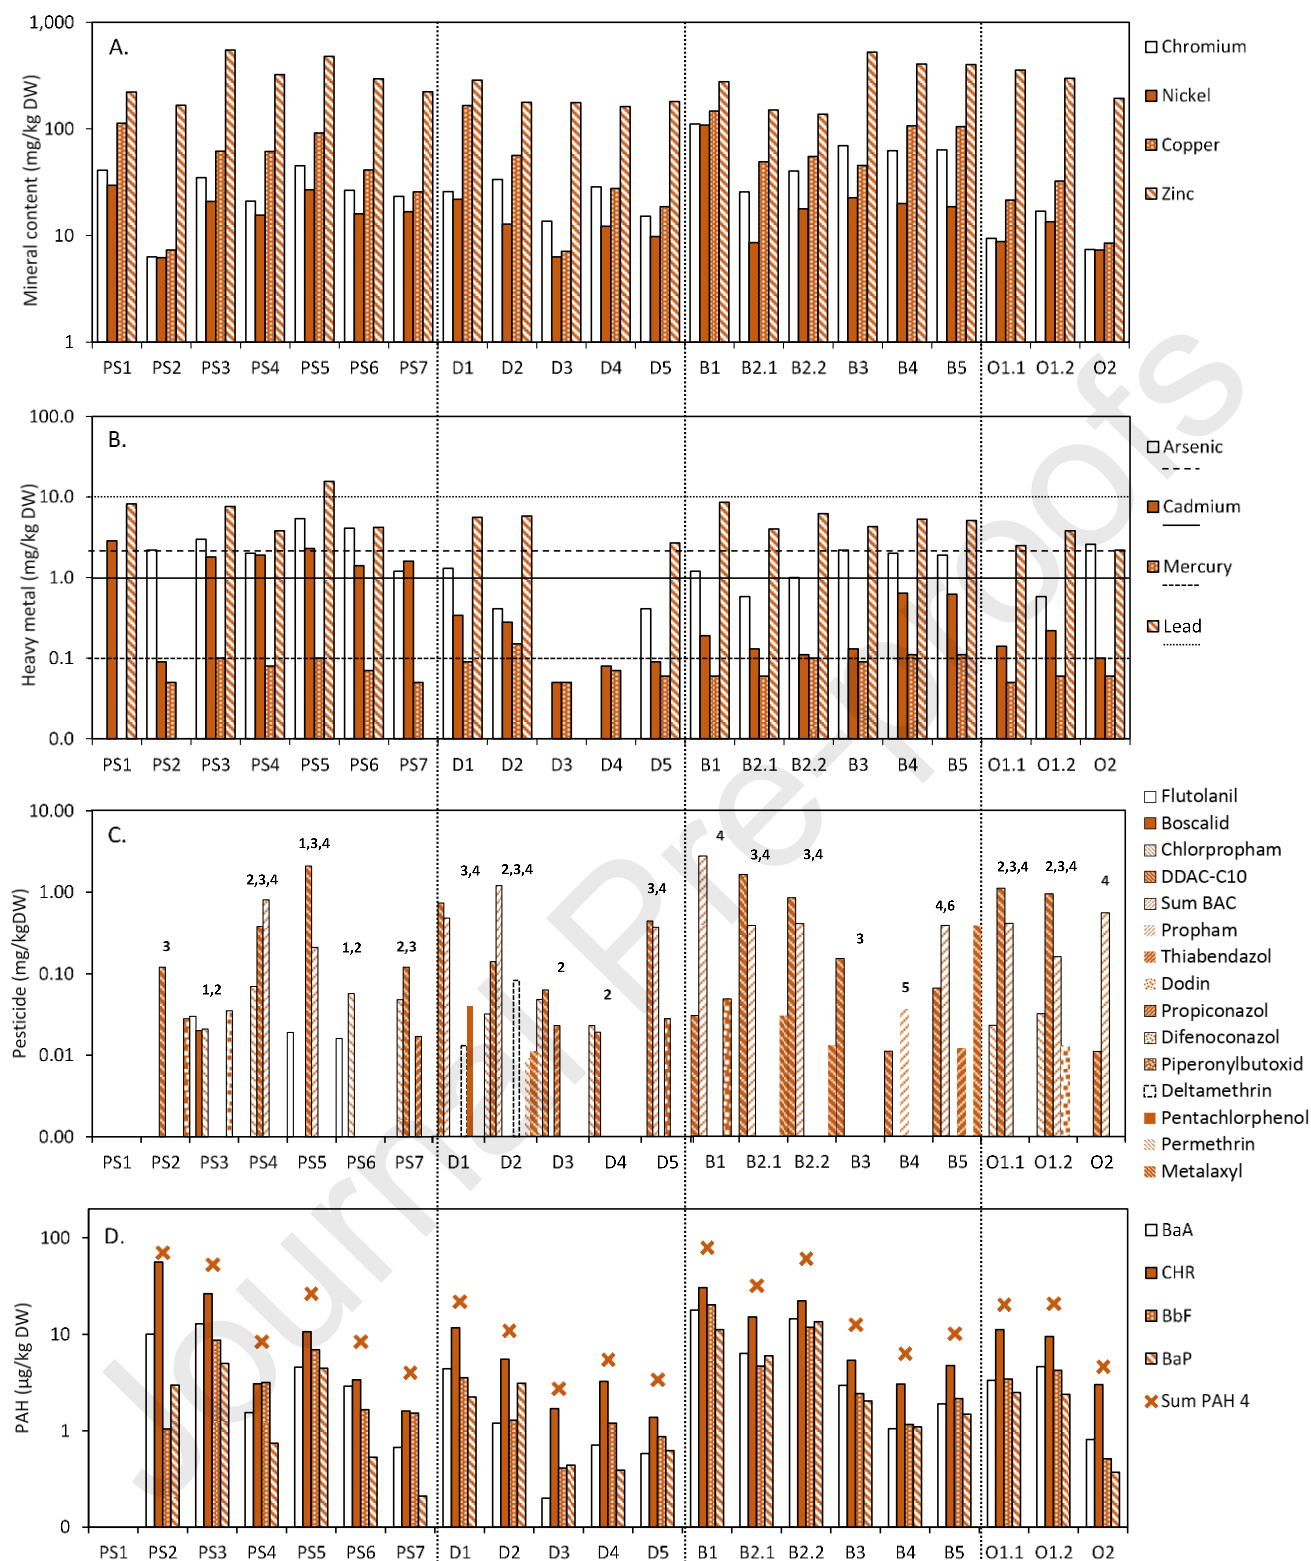 A.
1,000
100
10
1
Mineral content (mg/kg DW)
PS1 PS2 PS3 PS4 PS5 PS6 PS7 D1 D2 D3 D4 D5 B1 B2.1 B2.2 B3 B4 B5 O1.1 O1.2 O2
Chromium
Nickel
Copper
Zinc
B.
100.0
10.0
1.0
0.1
0.0
Heavy metal (mg/kg DW)
PS1 PS2 PS3 PS4 PS5 PS6 PS7 D1 D2 D3 D4 D5 B1 B2.1 B2.2 B3 B4 B5 O1.1 O1.2 O2
Arsenic
Cadmium
Mercury
Lead
C.
10.00
1.00
0.10
0.01
0.00
Pesticide (mg/kgDW)
3
1,2
2,3,4
1,3,4
1,2
2,3
3,4
2,3,4
2
2
3,4
4
3,4
3,4
3
5
4,6
2,3,4
2,3,4
4
PS1 PS2 PS3 PS4 PS5 PS6 PS7 D1 D2 D3 D4 D5 B1 B2.1 B2.2 B3 B4 B5 O1.1 O1.2 O2
Flutolanil
Boscalid
Chlorpropham
DDAC-C10
Sum BAC
Propham
Thiabendazol
Dodin
Propiconazol
Difenoconazol
Piperonylbutoxid
Deltamethrin
Pentachlorphenol
Permethrin
Metalaxyl
D.
100
10
1
0
PAH (µg/kg DW)
PS1 PS2 PS3 PS4 PS5 PS6 PS7 D1 D2 D3 D4 D5 B1 B2.1 B2.2 B3 B4 B5 O1.1 O1.2 O2
BaA
CHR
BbF
BaP
Sum PAH 4
Journal Pre-proofs